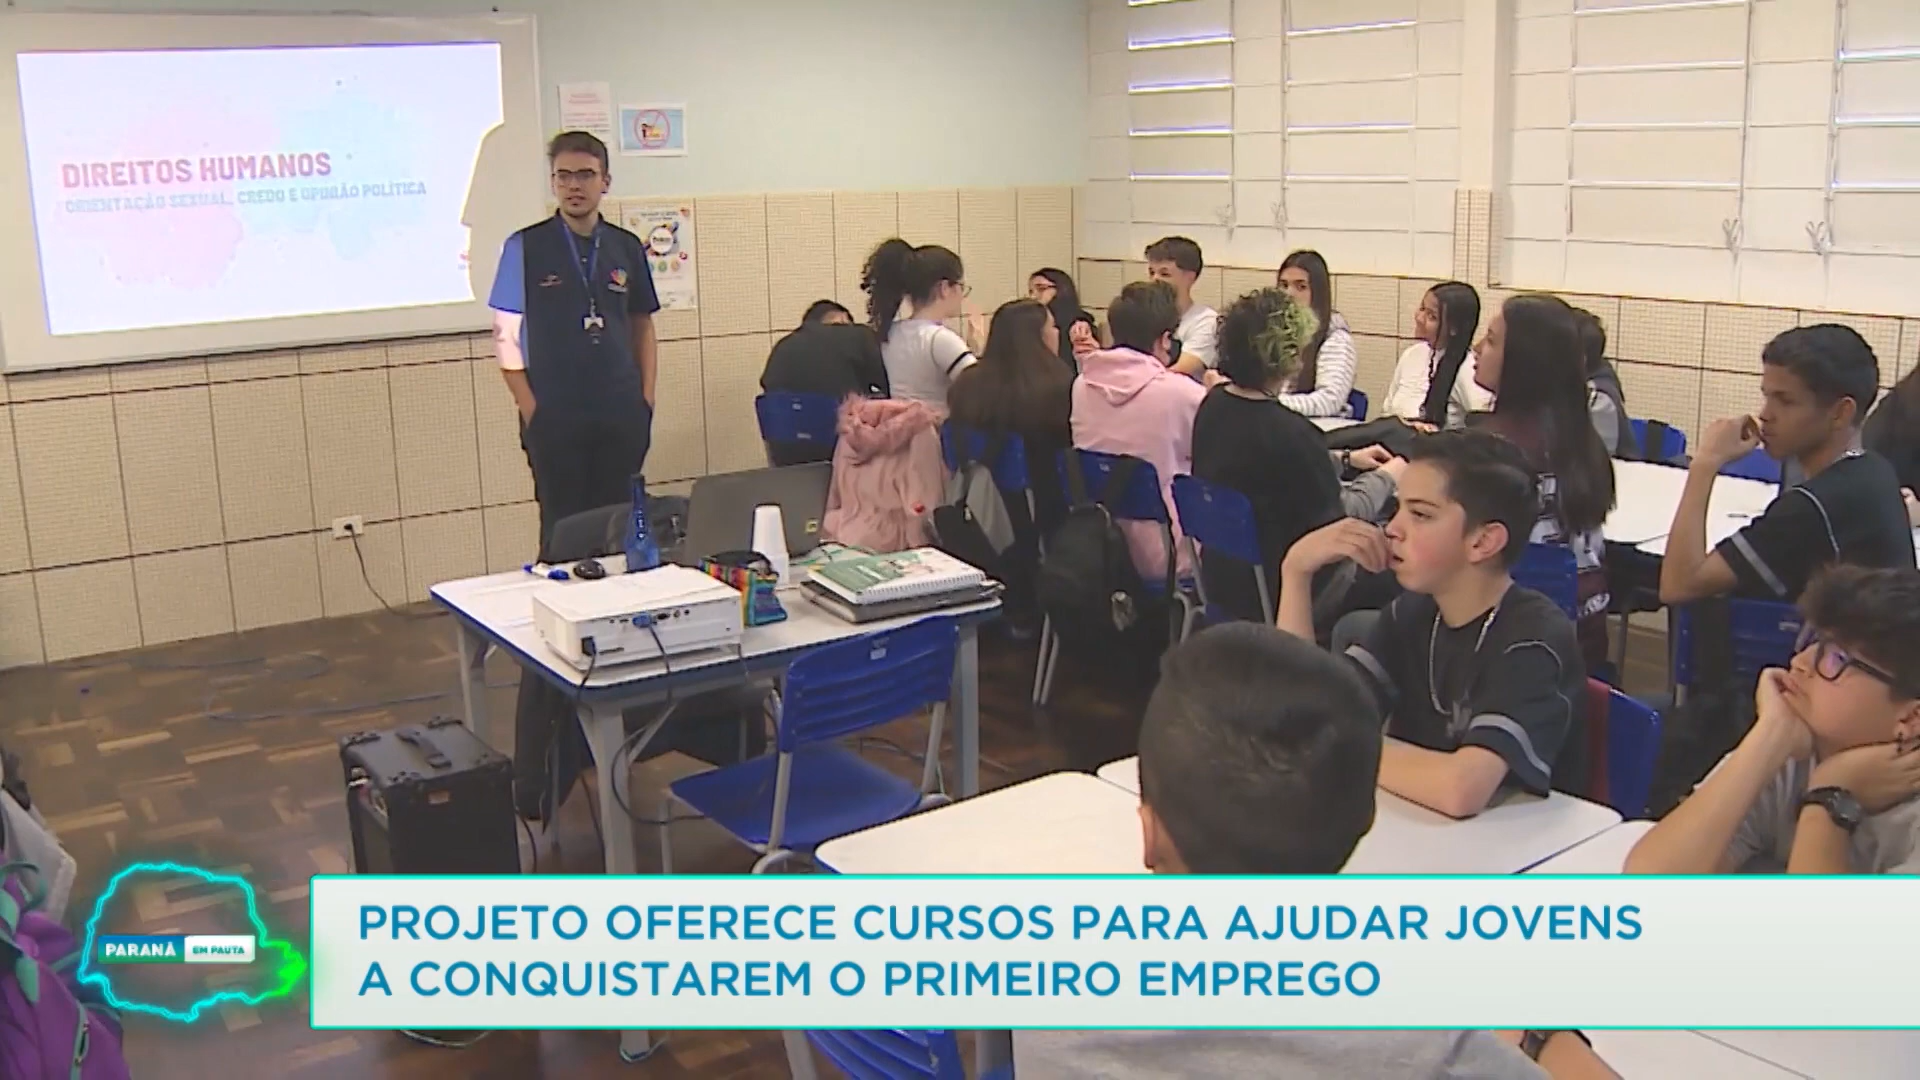 DIREITOS HUMANOS
ORIENTAÇÃO SEXUAL, CREDO E OPINIÃO POLÍTICA
PROJETO OFERECE CURSOS PARA AJUDAR JOVENS
A CONQUISTAREM O PRIMEIRO EMPREGO
PARANÁ EM PAUTA